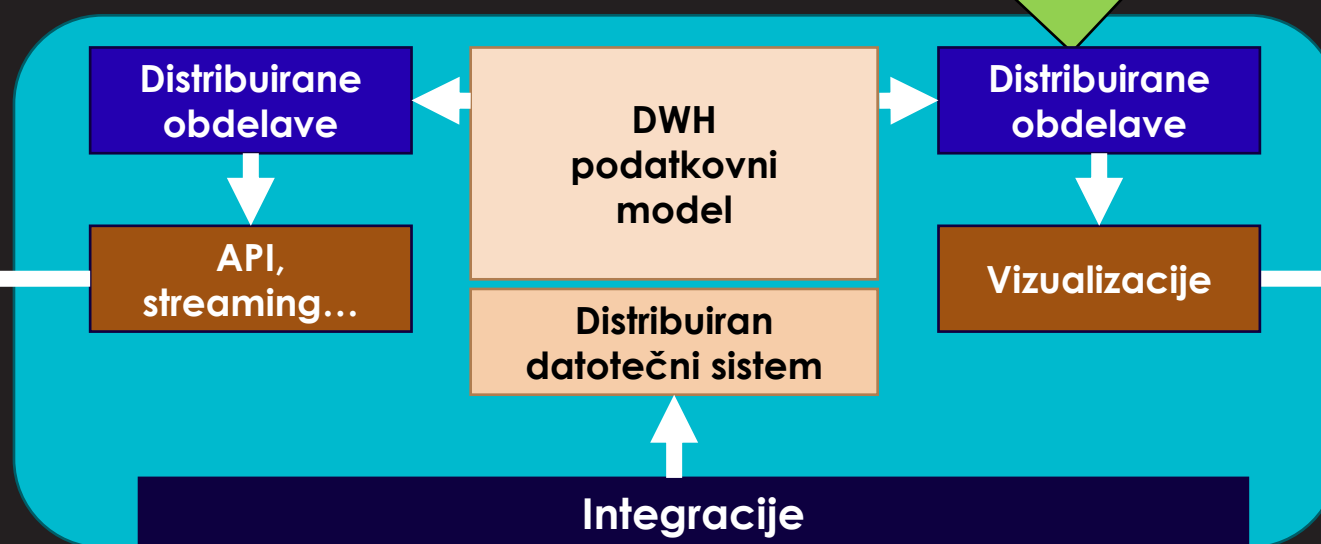 Distribuirane
obdelave
DWH
podatkovni
model
Distribuirane
obdelave
API,
streaming…
Vizualizacije
Distribuiran
datotečni sistem
Integracije